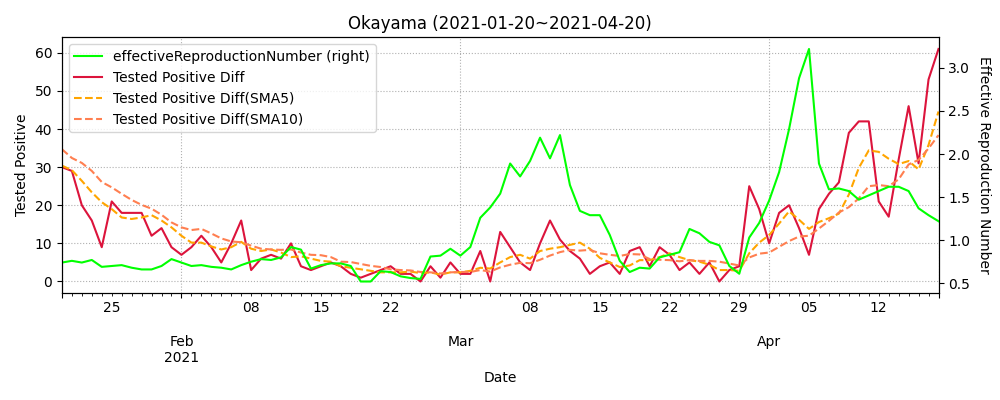 Okayama (2021-01-20~2021-04-20)
effectiveReproductionNumber (right)
Tested Positive Diff
Tested Positive Diff(SMA5)
Tested Positive Diff(SMA10)
Tested Positive
60
50
40
30
20
10
0
3.0
2.5
2.0
1.5
1.0
0.5
Effective Reproduction Number
25 08 15 22 08 15 22 29 05 12
Feb Mar Apr
2021
Date